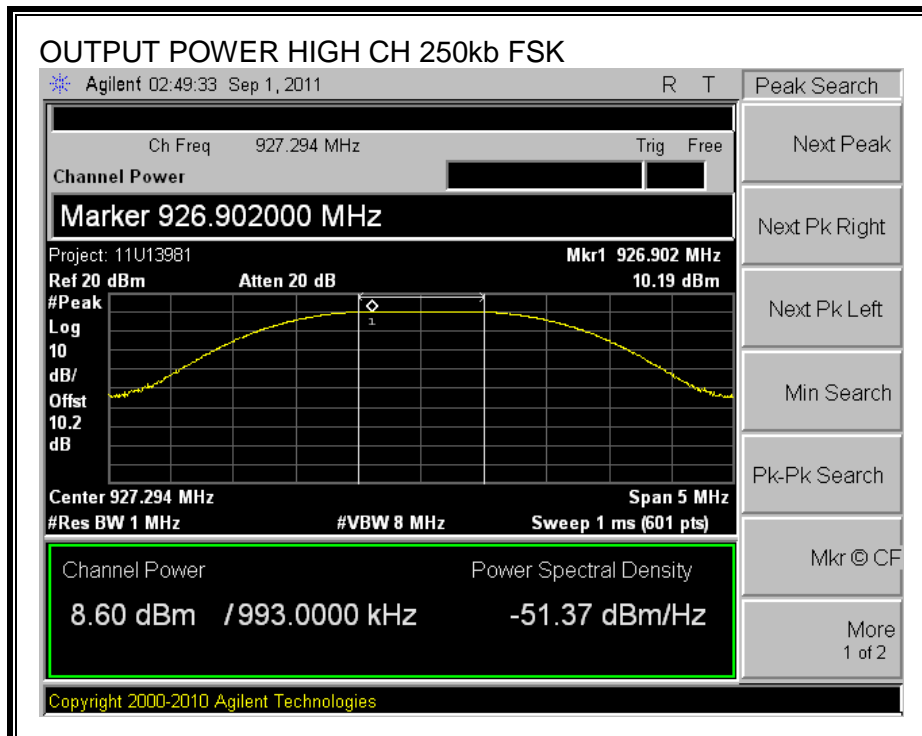 OUTPUT POWER HIGH CH 250kb FSK
Agilent 02:49:33 Sep 1, 2011 R T
Peak Search
Ch Freq 927.294 MHz Trig Free
Channel Power
Marker 926.902000 MHz
Project: 11U13981 Mkr1 926.902 MHz
Ref 20 dBm Atten 20 dB 10.19 dBm
#Peak
Log
10
dB/
Offst
10.2
dB
1
Center 927.294 MHz Span 5 MHz
#Res BW 1 MHz #VBW 8 MHz Sweep 1 ms (601 pts)
Channel Power Power Spectral Density
8.60 dBm / 993.0000 kHz -51.37 dBm/Hz
Next Peak
Next Pk Right
Next Pk Left
Min Search
Pk-Pk Search
Mkr © CF
More
1 of 2
Copyright 2000-2010 Agilent Technologies